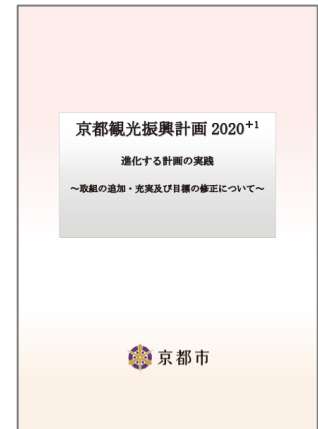 京都観光振興計画 2020⁺¹
進化する計画の実践
～取組の追加・充実及び目標の修正について～
京都市